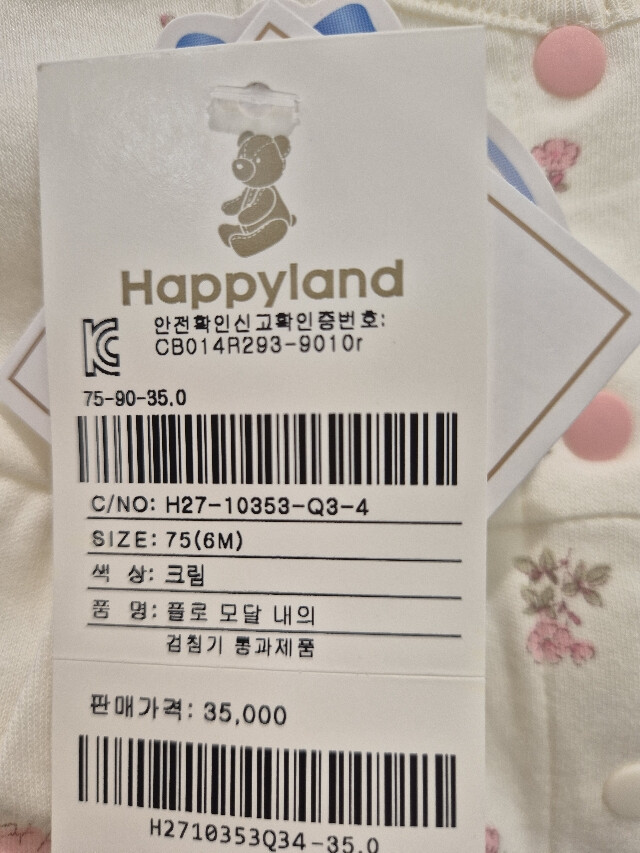 Happyland
안전확인신고확인증번호:
CB014R293-9010r
75-90-35.0
C/NO: H27-10353-Q3-4
SIZE: 75(6M)
색 상: 크림
품 명: 플로 모달 내의
검침기 통과제품
판매가격: 35,000
H2710353Q34-35.0